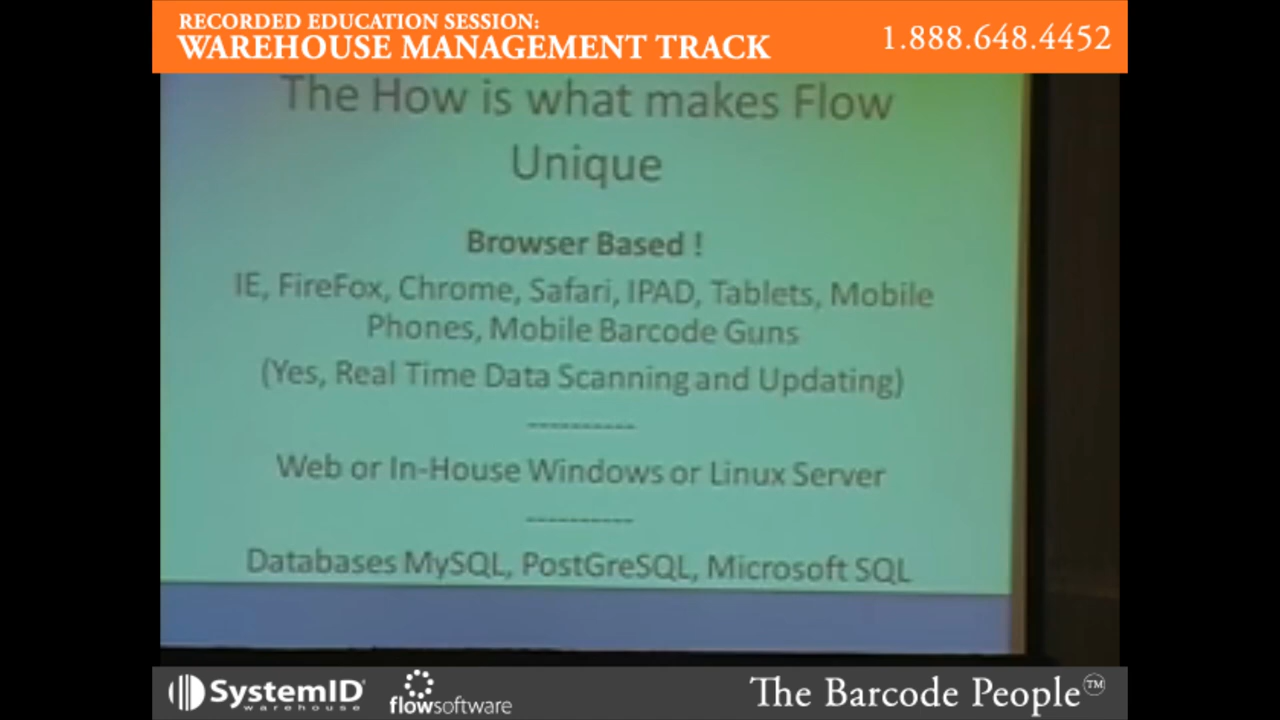 RECORDED EDUCATION SESSION:
WAREHOUSE MANAGEMENT TRACK
1.888.648.4452
The How is what makes Flow
Unique
Browser Based !
IE, FireFox, Chrome, Safari, IPAD, Tablets, Mobile
Phones, Mobile Barcode Guns
(Yes, Real Time Data Scanning and Updating)
----------
Web or In-House Windows or Linux Server
----------
Databases MySQL, PostGreSQL, Microsoft SQL
SystemID
warehouse
flowsoftware
The Barcode People™